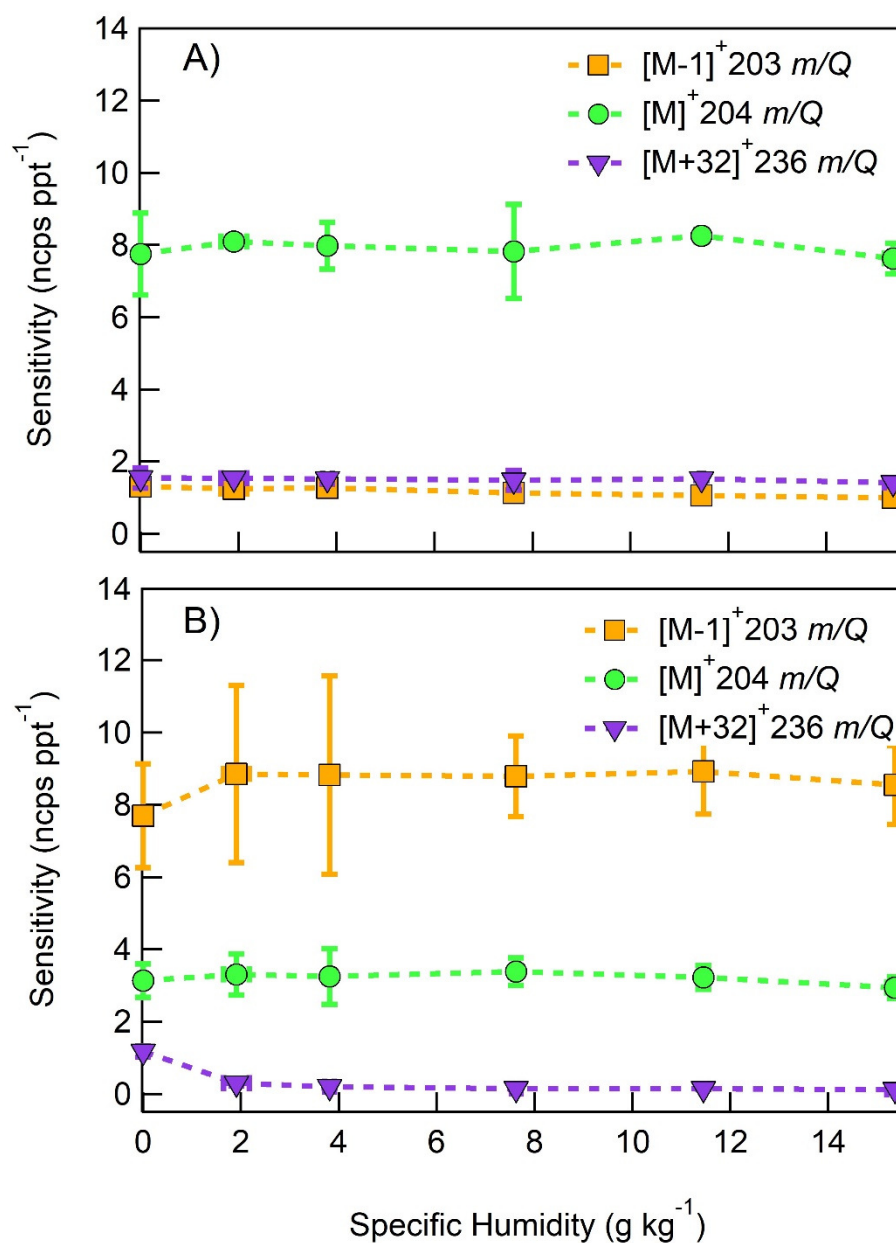 A)
[M-1]⁺203 m/Q
[M]⁺204 m/Q
[M+32]⁺236 m/Q
14
12
10
8
6
4
2
0
Sensitivity (ncps ppt⁻¹)
B)
[M-1]⁺203 m/Q
[M]⁺204 m/Q
[M+32]⁺236 m/Q
14
12
10
8
6
4
2
0
Sensitivity (ncps ppt⁻¹)
0 2 4 6 8 10 12 14
Specific Humidity (g kg⁻¹)